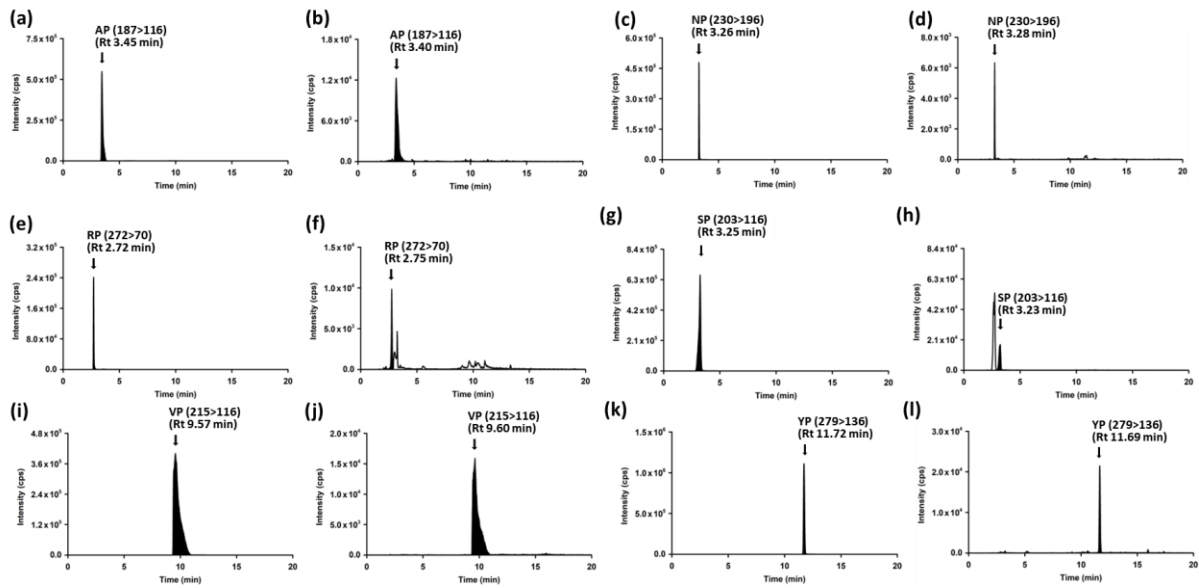 (a)
AP (187>116)
(Rt 3.45 min)
7.5 x 10⁵
5.0 x 10⁵
2.5 x 10⁵
0.0
Intensity (cps)
0 5 10 15 20
Time (min)
(b)
AP (187>116)
(Rt 3.40 min)
1.8 x 10⁴
1.2 x 10⁴
6.0 x 10³
0.0
Intensity (cps)
0 5 10 15 20
Time (min)
(c)
NP (230>196)
(Rt 3.26 min)
6.0 x 10⁵
4.5 x 10⁵
3.0 x 10⁵
1.5 x 10⁵
0.0
Intensity (cps)
0 5 10 15 20
Time (min)
(d)
NP (230>196)
(Rt 3.28 min)
8.0 x 10³
6.0 x 10³
4.0 x 10³
2.0 x 10³
0.0
Intensity (cps)
0 5 10 15 20
Time (min)
(e)
RP (272>70)
(Rt 2.72 min)
3.2 x 10⁵
2.4 x 10⁵
1.6 x 10⁵
8.0 x 10⁴
0.0
Intensity (cps)
0 5 10 15 20
Time (min)
(f)
RP (272>70)
(Rt 2.75 min)
1.5 x 10⁴
1.0 x 10⁴
5.0 x 10³
0.0
Intensity (cps)
0 5 10 15 20
Time (min)
(g)
SP (203>116)
(Rt 3.25 min)
8.4 x 10⁵
6.3 x 10⁵
4.2 x 10⁵
2.1 x 10⁵
0.0
Intensity (cps)
0 5 10 15 20
Time (min)
(h)
SP (203>116)
(Rt 3.23 min)
8.4 x 10⁴
6.3 x 10⁴
4.2 x 10⁴
2.1 x 10⁴
0.0
Intensity (cps)
0 5 10 15 20
Time (min)
(i)
VP (215>116)
(Rt 9.57 min)
4.8 x 10⁵
3.6 x 10⁵
2.4 x 10⁵
1.2 x 10⁵
0.0
Intensity (cps)
0 5 10 15 20
Time (min)
(j)
VP (215>116)
(Rt 9.60 min)
2.0 x 10⁴
1.5 x 10⁴
1.0 x 10⁴
5.0 x 10³
0.0
Intensity (cps)
0 5 10 15 20
Time (min)
(k)
YP (279>136)
(Rt 11.72 min)
1.5 x 10⁶
1.0 x 10⁶
5.0 x 10⁵
0.0
Intensity (cps)
0 5 10 15 20
Time (min)
(l)
YP (279>136)
(Rt 11.69 min)
3.0 x 10⁴
2.0 x 10⁴
1.0 x 10⁴
0.0
Intensity (cps)
0 5 10 15 20
Time (min)